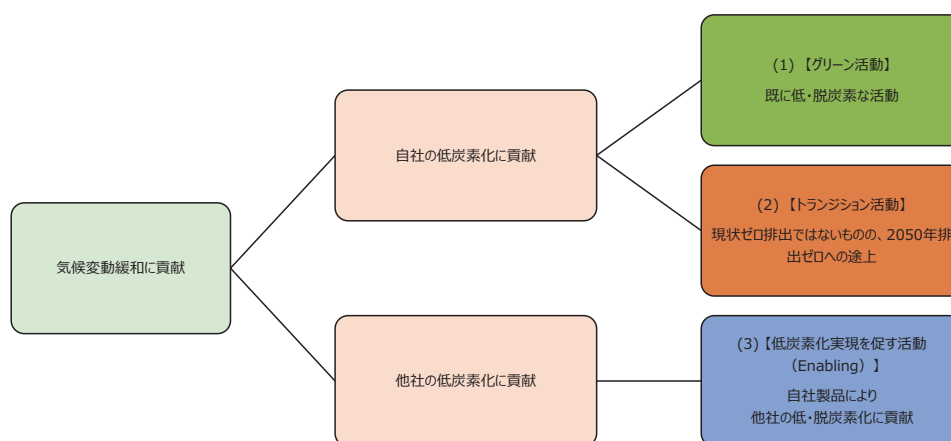 (1) 【グリーン活動】
既に低・脱炭素な活動
自社の低炭素化に貢献
(2) 【トランジション活動】
現状ゼロ排出ではないものの、2050年排
出ゼロへの途上
気候変動緩和に貢献
(3) 【低炭素化実現を促す活動
（Enabling）】
自社製品により
他社の低・脱炭素化に貢献
他社の低炭素化に貢献